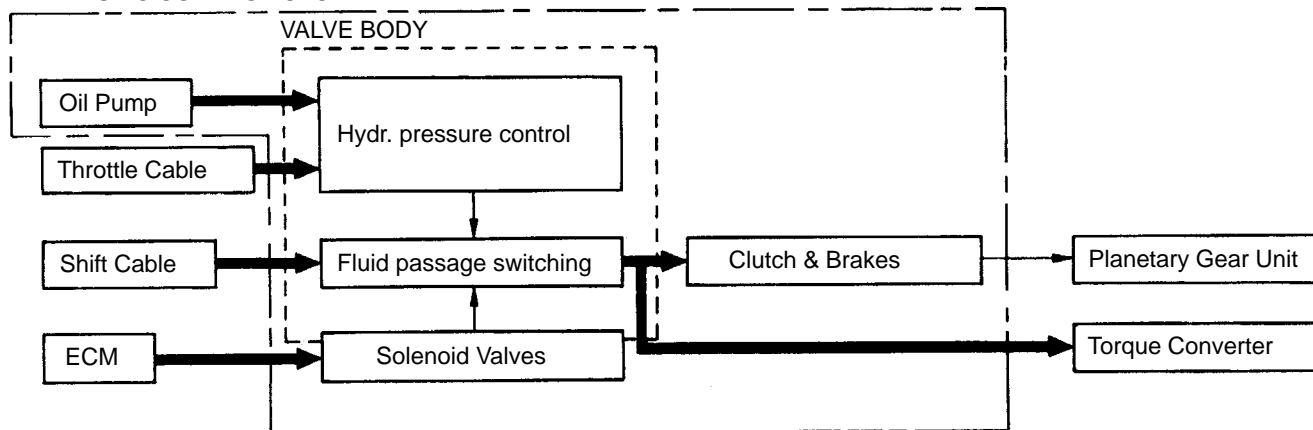 VALVE BODY
Oil Pump
Hydr. pressure control
Throttle Cable
Shift Cable
Fluid passage switching
Clutch & Brakes
Planetary Gear Unit
ECM
Solenoid Valves
Torque Converter